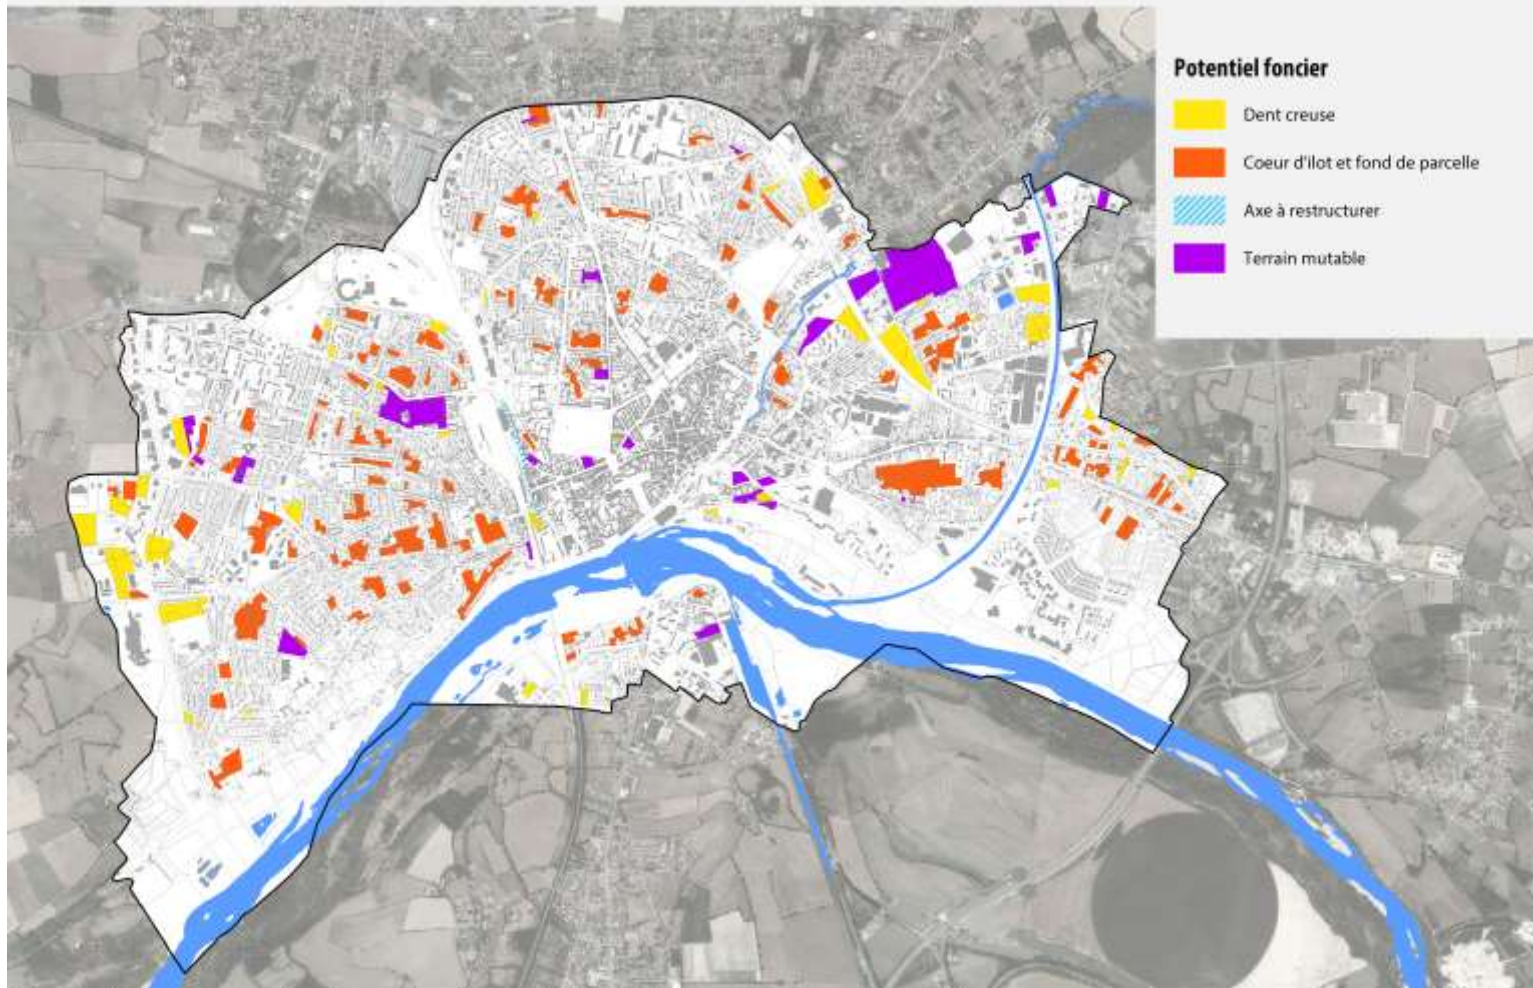 Potentiel foncier
Dent creuse
Coeur d'ilot et fond de parcelle
Axe à restructurer
Terrain mutable